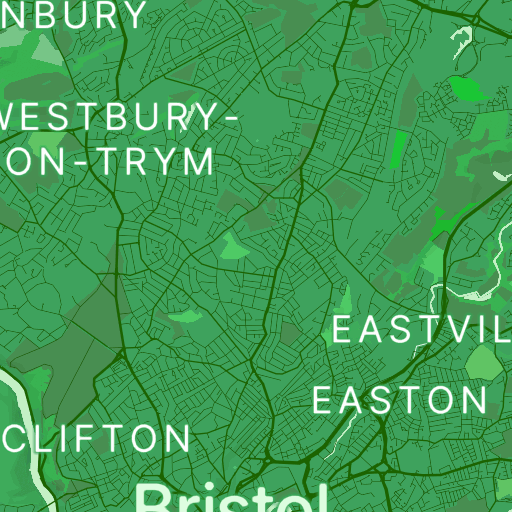 NBURY
WESTBURY-
ON-TRYM
EASTVIL
EASTON
CLIFTON
Bristol